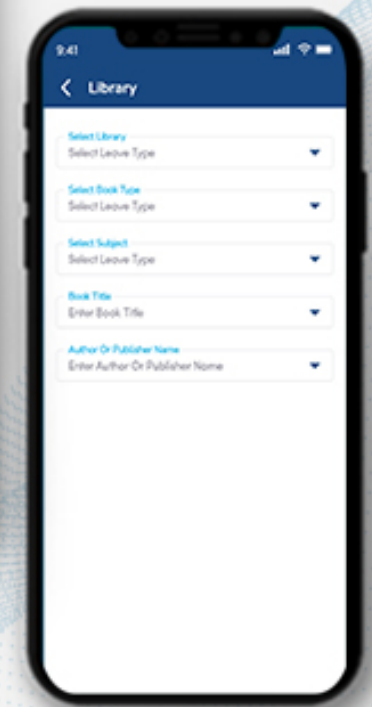 9:41
Library
Select Library
Select Leave Type
Select Book Type
Select Leave Type
Select Subject
Select Leave Type
Book Title
Enter Book Title
Author Or Publisher Name
Enter Author Or Publisher Name